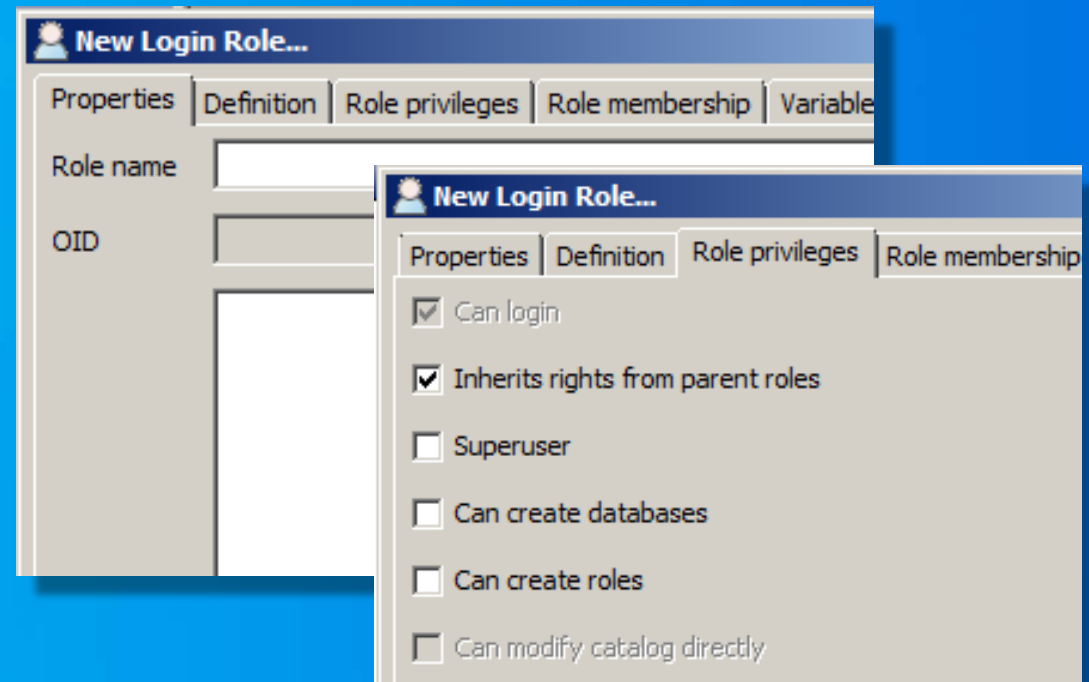 New Login Role...
Properties Definition Role privileges Role membership Variable
Role name
OID
New Login Role...
Properties Definition Role privileges Role membership
Can login
Inherits rights from parent roles
Superuser
Can create databases
Can create roles
Can modify catalog directly